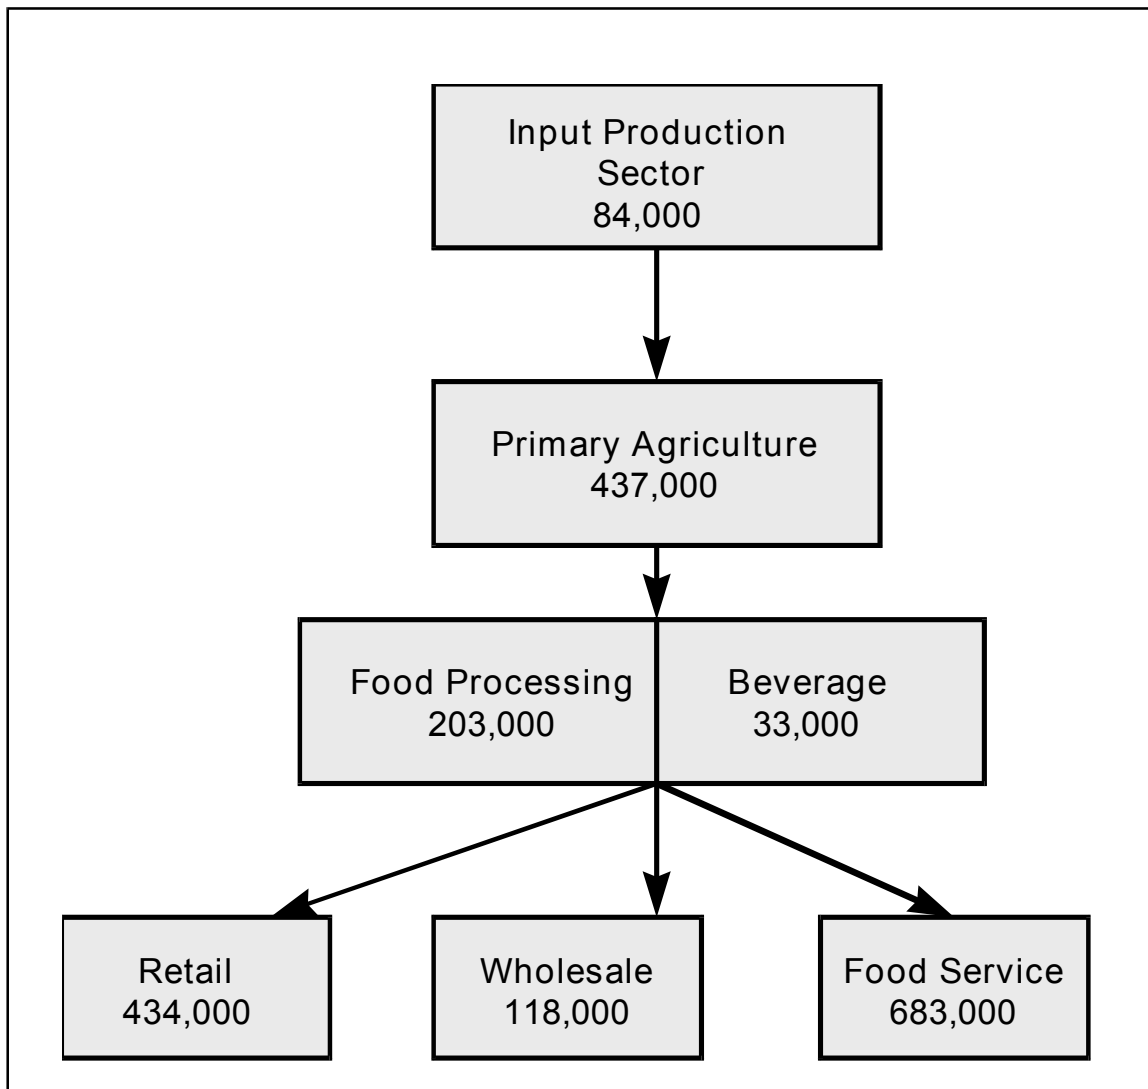 Input Production
Sector
84,000
Primary Agriculture
437,000
Food Processing
203,000
Beverage
33,000
Retail
434,000
Wholesale
118,000
Food Service
683,000